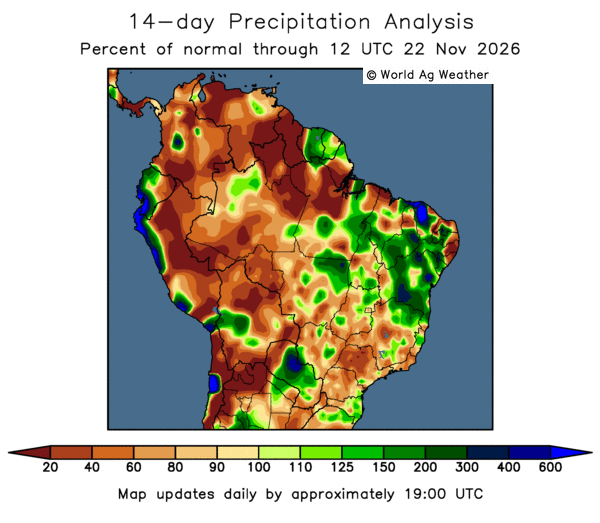 14-day Precipitation Analysis
Percent of normal through 12 UTC 22 Nov 2026
© World Ag Weather
20 40 60 80 90 100 110 125 150 200 300 400 600
Map updates daily by approximately 19:00 UTC